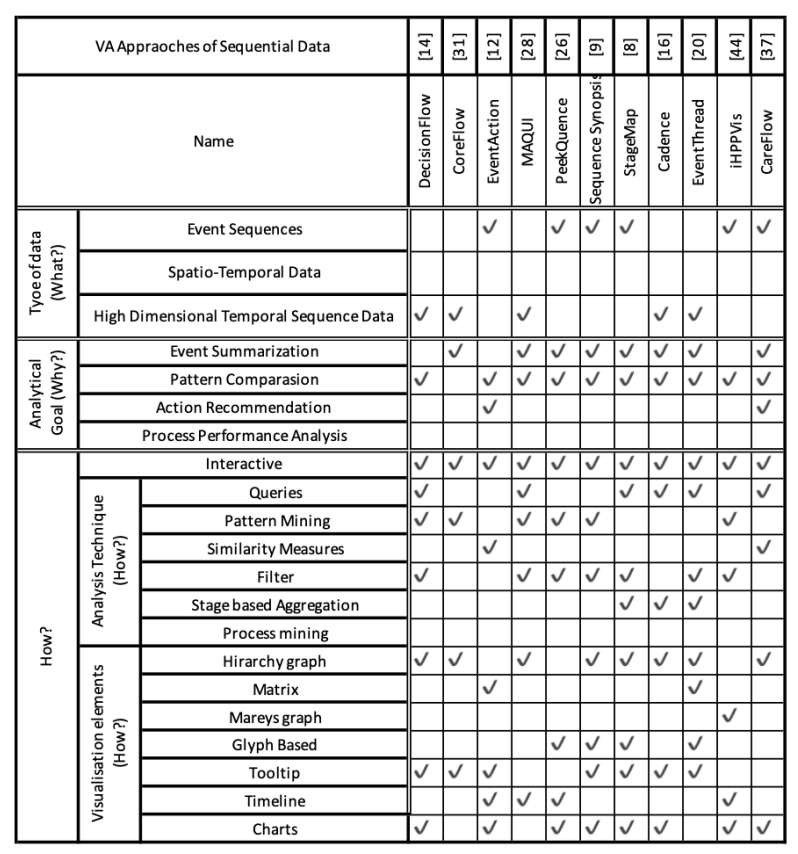 VA Appraoches of Sequential Data [14] [31] [12] [28] [26] [9] [8] [16] [20] [44] [37]
Name DecisionFlow CoreFlow EventAction MAQUI PeekQuence Sequence Synopsis StageMap Cadence EventThread iHPPVis CareFlow
Tyoe of data
(What?)
Event Sequences ✓ ✓ ✓ ✓ ✓ ✓
Spatio-Temporal Data
High Dimensional Temporal Sequence Data ✓ ✓ ✓ ✓ ✓
Analytical
Goal (Why?)
Event Summarization ✓ ✓ ✓ ✓ ✓ ✓ ✓ ✓
Pattern Comparasion ✓ ✓ ✓ ✓ ✓ ✓ ✓ ✓ ✓ ✓
Action Recommendation ✓ ✓
Process Performance Analysis
How?
Interactive ✓ ✓ ✓ ✓ ✓ ✓ ✓ ✓ ✓ ✓ ✓
Analysis Technique
(How?)
Queries ✓ ✓ ✓ ✓ ✓ ✓
Pattern Mining ✓ ✓ ✓ ✓ ✓ ✓
Similarity Measures ✓ ✓
Filter ✓ ✓ ✓ ✓ ✓ ✓ ✓
Stage based Aggregation ✓ ✓ ✓
Process mining
Visualisation elements
(How?)
Hirarchy graph ✓ ✓ ✓ ✓ ✓ ✓ ✓ ✓
Matrix ✓ ✓
Mareys graph ✓
Glyph Based ✓ ✓ ✓ ✓
Tooltip ✓ ✓ ✓ ✓ ✓ ✓ ✓
Timeline ✓ ✓ ✓ ✓
Charts ✓ ✓ ✓ ✓ ✓ ✓ ✓ ✓